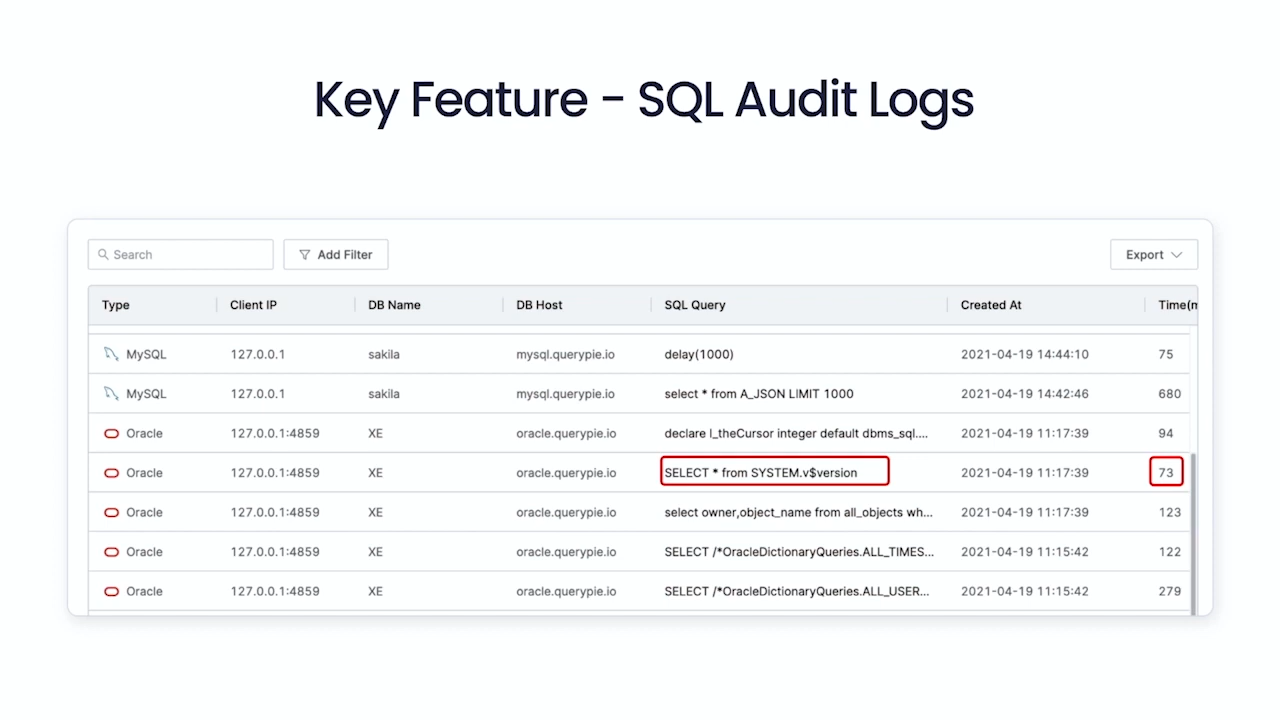 Key Feature - SQL Audit Logs
Search Add Filter Export
Type Client IP DB Name DB Host SQL Query Created At Time(m
MySQL 127.0.0.1 sakila mysql.querypie.io delay(1000) 2021-04-19 14:44:10 75
MySQL 127.0.0.1 sakila mysql.querypie.io select * from A_JSON LIMIT 1000 2021-04-19 14:42:46 680
Oracle 127.0.0.1:4859 XE oracle.querypie.io declare l_theCursor integer default dbms_sql.... 2021-04-19 11:17:39 94
Oracle 127.0.0.1:4859 XE oracle.querypie.io SELECT * from SYSTEM.v$version 2021-04-19 11:17:39 73
Oracle 127.0.0.1:4859 XE oracle.querypie.io select owner,object_name from all_objects wh... 2021-04-19 11:17:39 123
Oracle 127.0.0.1:4859 XE oracle.querypie.io SELECT /*OracleDictionaryQueries.ALL_TIMES... 2021-04-19 11:15:42 122
Oracle 127.0.0.1:4859 XE oracle.querypie.io SELECT /*OracleDictionaryQueries.ALL_USER... 2021-04-19 11:15:42 279